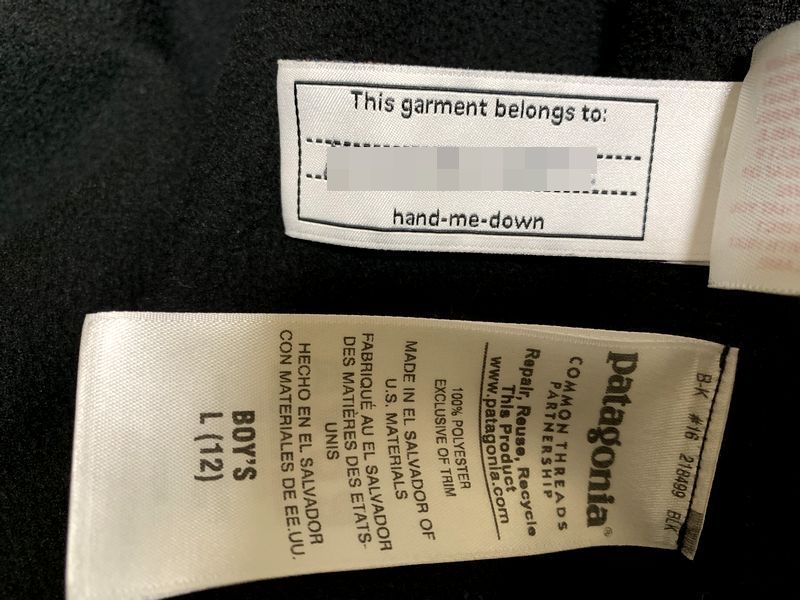 This garment belongs to:
hand-me-down
B-K #16 218499 BLK
patagonia®
COMMON THREADS
PARTNERSHIP
Repair, Reuse, Recycle
This Product
www.patagonia.com
100% POLYESTER
EXCLUSIVE OF TRIM
MADE IN EL SALVADOR OF
U.S. MATERIALS
FABRIQUÉ AU EL SALVADOR
DES MATIÈRES DES ETATS-
UNIS
HECHO EN EL SALVADOR
CON MATERIALES DE EE.UU.
BOY'S
L (12)